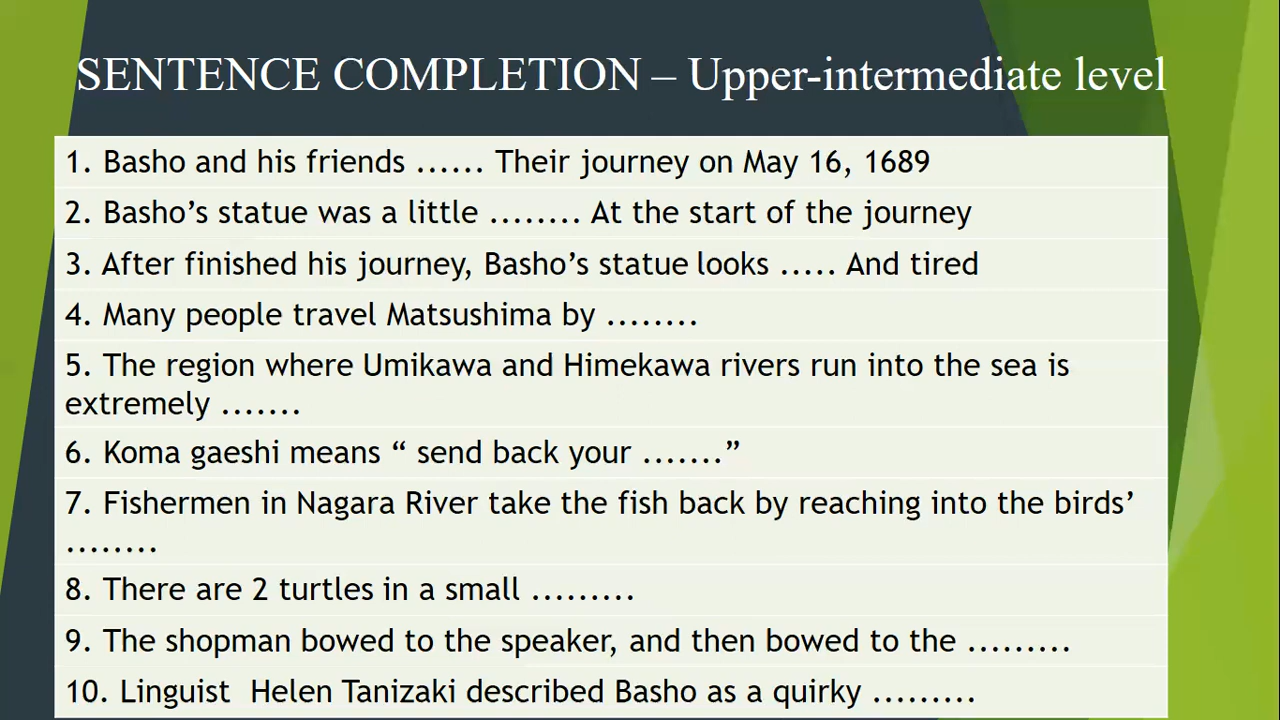 SENTENCE COMPLETION – Upper-intermediate level
1. Basho and his friends ...... Their journey on May 16, 1689
2. Basho’s statue was a little ........ At the start of the journey
3. After finished his journey, Basho’s statue looks ..... And tired
4. Many people travel Matsushima by ........
5. The region where Umikawa and Himekawa rivers run into the sea is
extremely .......
6. Koma gaeshi means “ send back your .......”
7. Fishermen in Nagara River take the fish back by reaching into the birds’
........
8. There are 2 turtles in a small .........
9. The shopman bowed to the speaker, and then bowed to the .........
10. Linguist  Helen Tanizaki described Basho as a quirky .........